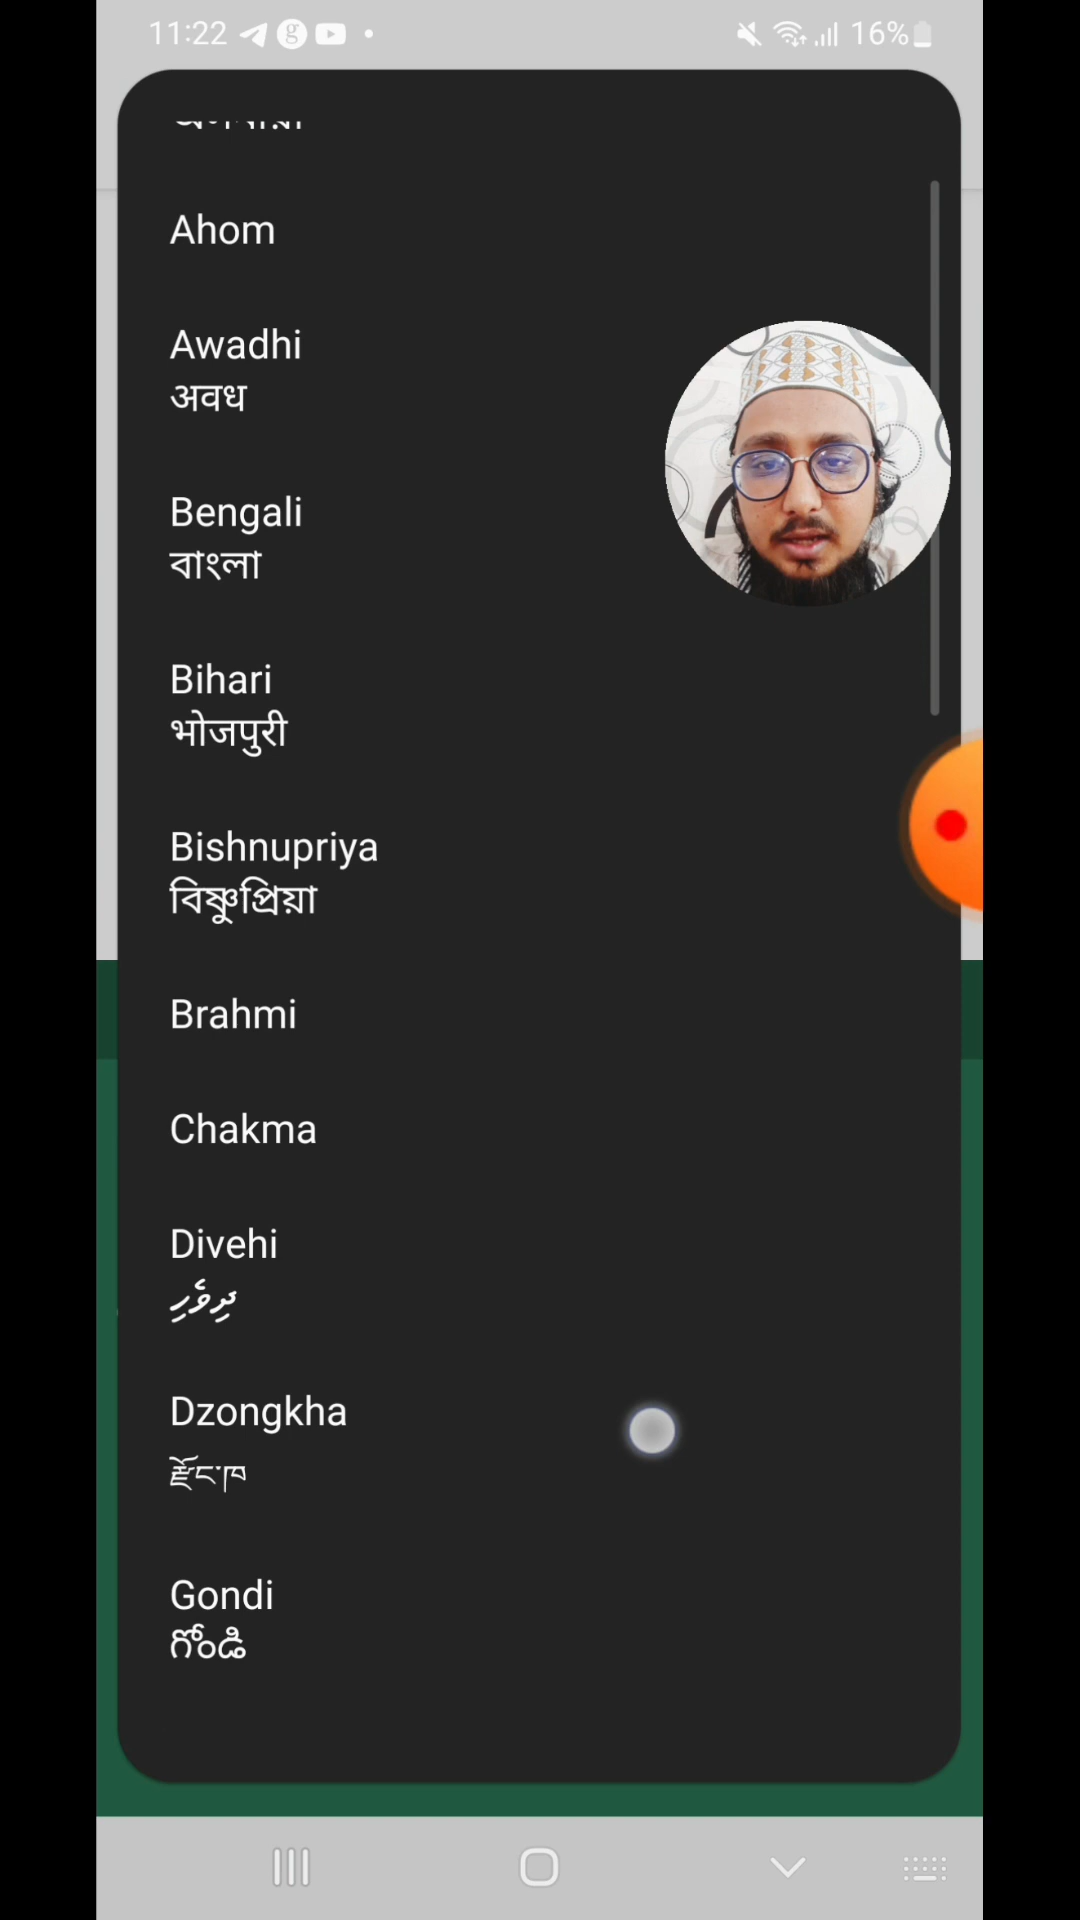 11:22
16%
Ahom
Awadhi
अवध
Bengali
বাংলা
Bihari
भोजपुरी
Bishnupriya
বিষ্ণুপ্রিয়া
Brahmi
Chakma
Divehi
ދިވެހި
Dzongkha
རྫོང་ཁ
Gondi
గోండి